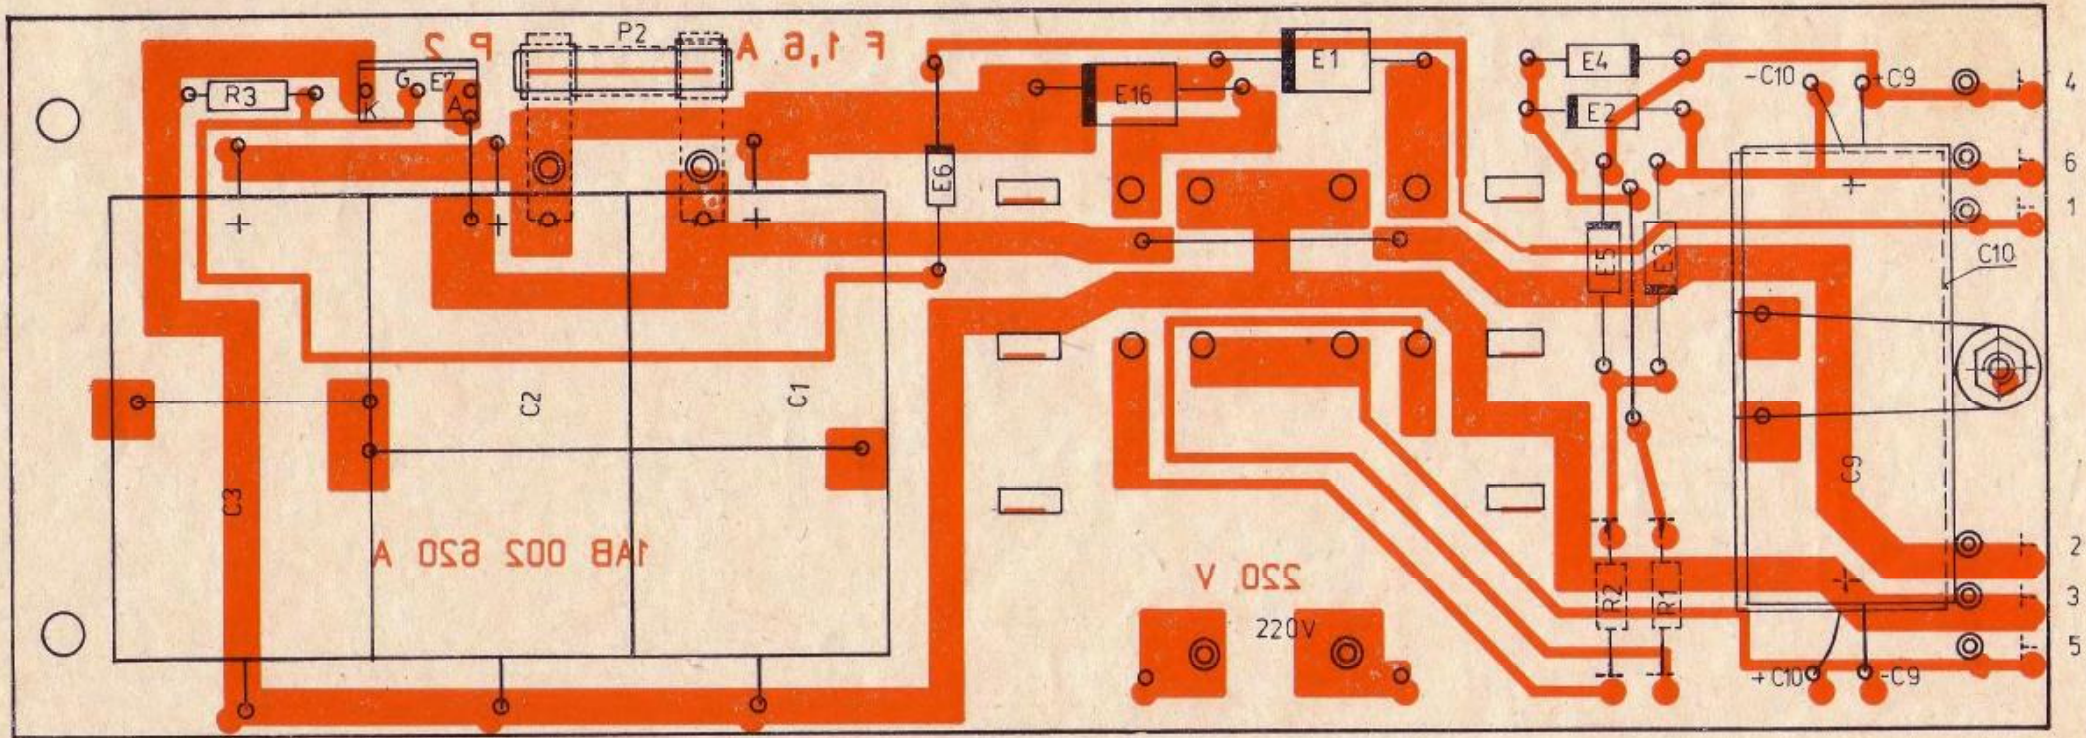 P 2
P2
F 1,6 A
E1
E4
-C10
+C9
4
R3
G
E7
K
A
E16
E2
6
E6
1
+
+
+
+
E5
E3
C10
C2
C1
C3
C9
1AB 002 620 A
220 V
220V
2
R2
R1
+
3
5
+C10
-C9